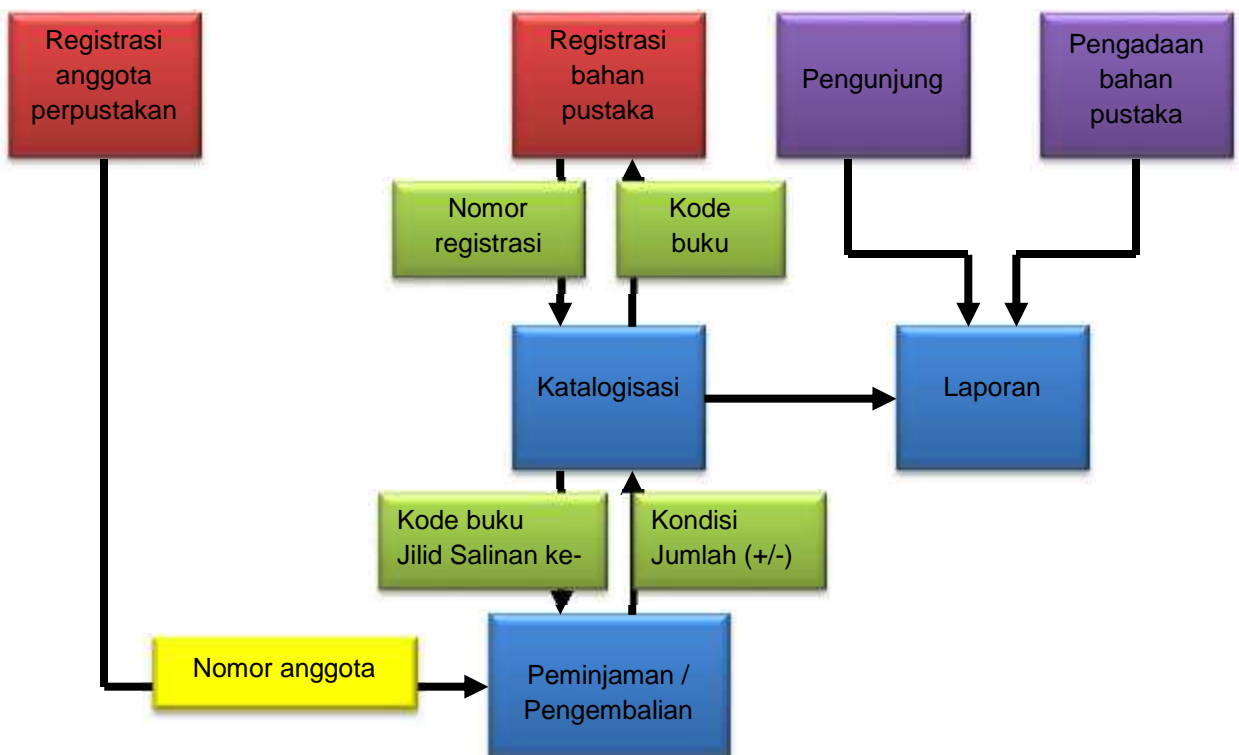 Registrasi
anggota
perpustakan
Registrasi
bahan
pustaka
Pengunjung
Pengadaan
bahan
pustaka
Nomor
registrasi
Kode
buku
Katalogisasi
Laporan
Kode buku
Jilid Salinan ke-
Kondisi
Jumlah (+/-)
Nomor anggota
Peminjaman /
Pengembalian